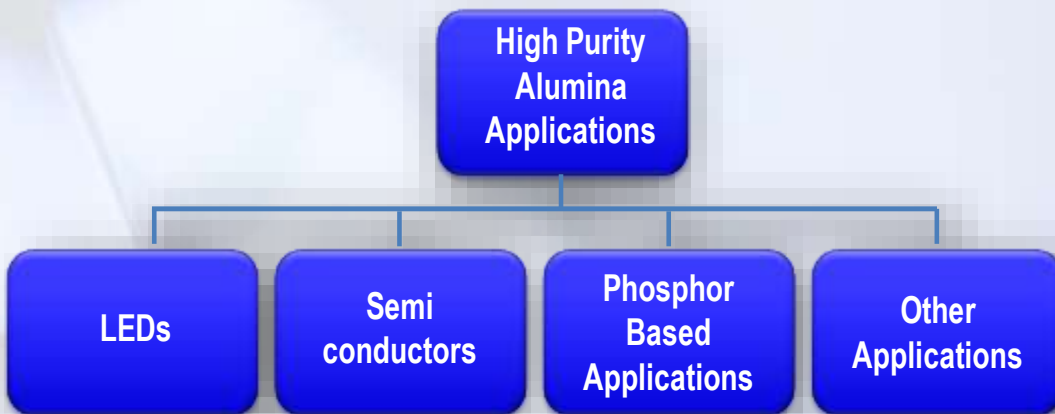 High Purity
Alumina
Applications
LEDs
Semi
conductors
Phosphor
Based
Applications
Other
Applications